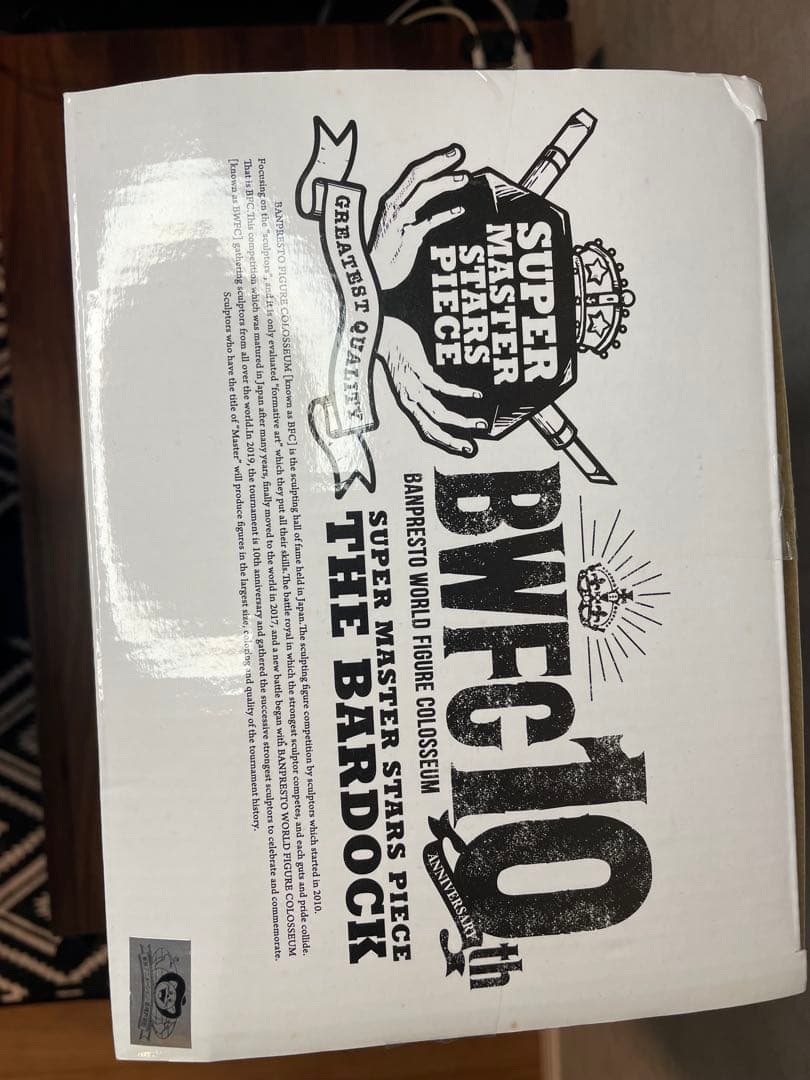 SUPER
MASTER
STARS
PIECE
GREATEST QUALITY
BWFC10th
ANNIVERSARY
BANPRESTO WORLD FIGURE COLOSSEUM
SUPER MASTER STARS PIECE
THE BARDOCK
BANPRESTO FIGURE COLOSSEUM [known as BFC] is the sculpting hall of fame held in Japan. The sculpting figure competition by sculptors which started in 2010.
Focusing on the "sculptors", and it is only evaluated "formative art" which they put all their skills. The battle royal in which the strongest sculptor competes, and each guts and pride collide.
That is BFC. This competition which was matured in Japan after many years, finally moved to the world in 2017, and a new battle began with BANPRESTO WORLD FIGURE COLOSSEUM
[known as BWFC] gathering sculptors from all over the world. In 2019, the tournament is 10th anniversary and gathered the successive strongest sculptors to celebrate and commemorate.
Sculptors who have the title of "Master" will produce figures in the largest size, coloring and quality of the tournament history.